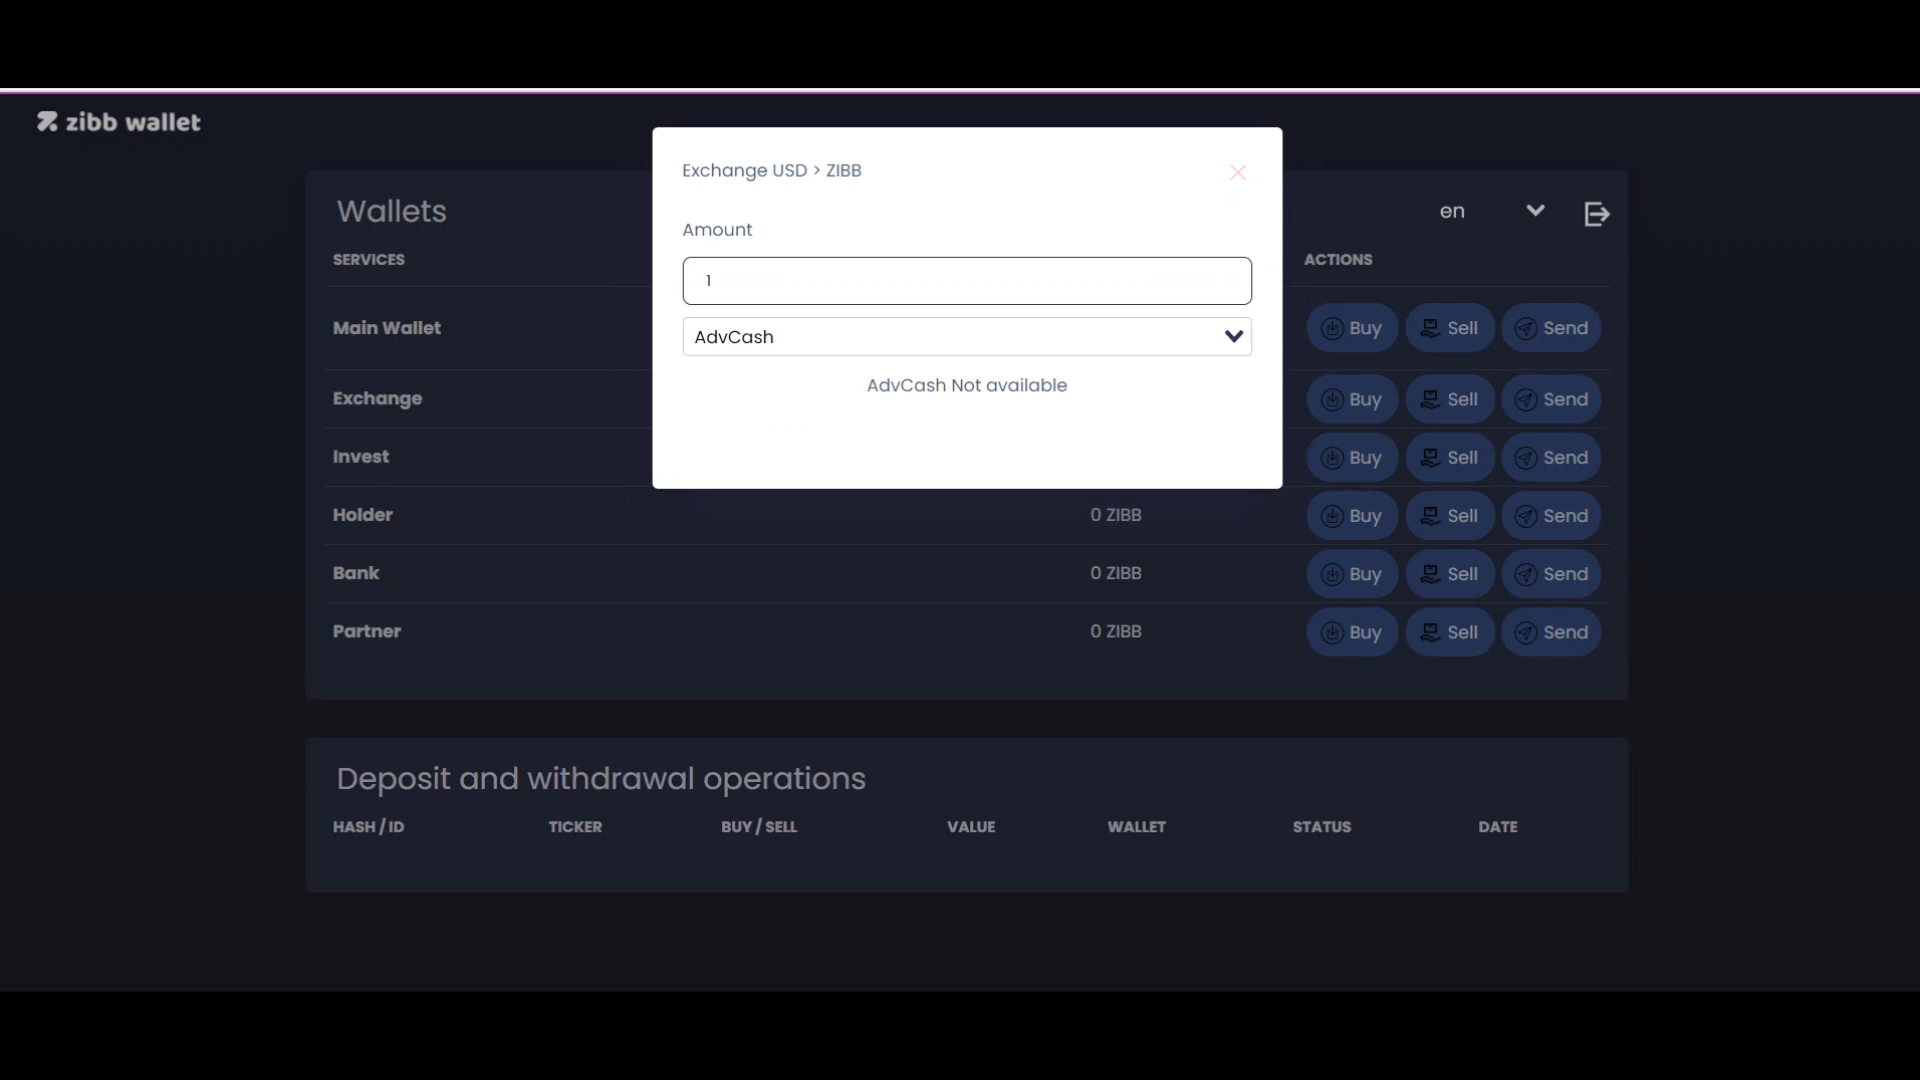 zibb wallet
Exchange USD > ZIBB
Wallets
en
Amount
SERVICES
ACTIONS
1
Main Wallet
Buy Sell Send
AdvCash
AdvCash Not available
Exchange
Buy Sell Send
Invest
Buy Sell Send
Holder 0 ZIBB Buy Sell Send
Bank 0 ZIBB Buy Sell Send
Partner 0 ZIBB Buy Sell Send
Deposit and withdrawal operations
HASH / ID TICKER BUY / SELL VALUE WALLET STATUS DATE